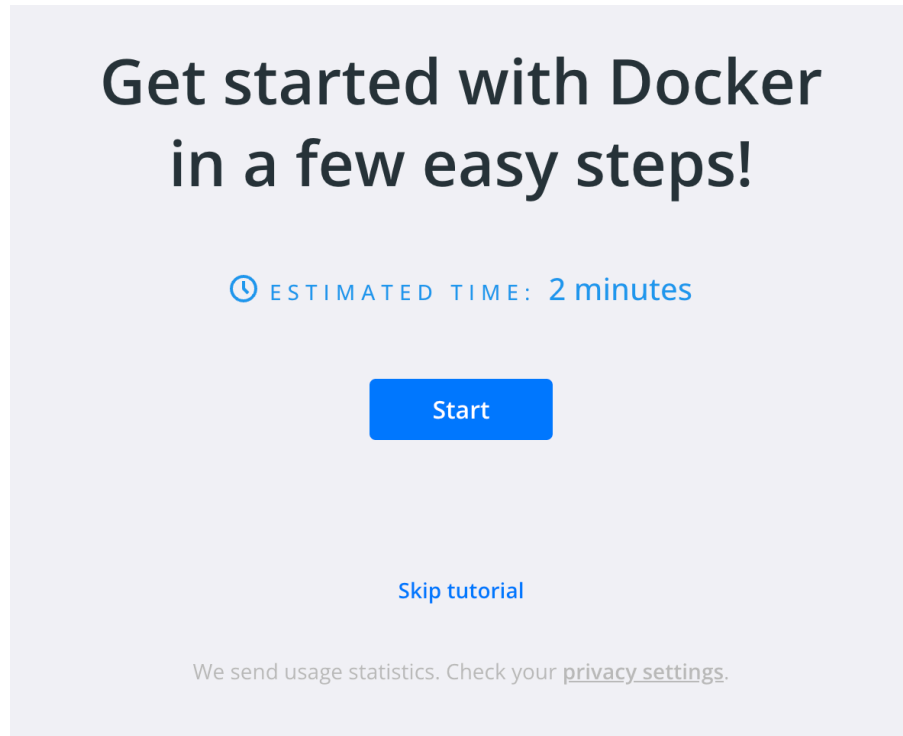 Get started with Docker
in a few easy steps!
ESTIMATED TIME: 2 minutes
Start
Skip tutorial
We send usage statistics. Check your privacy settings.